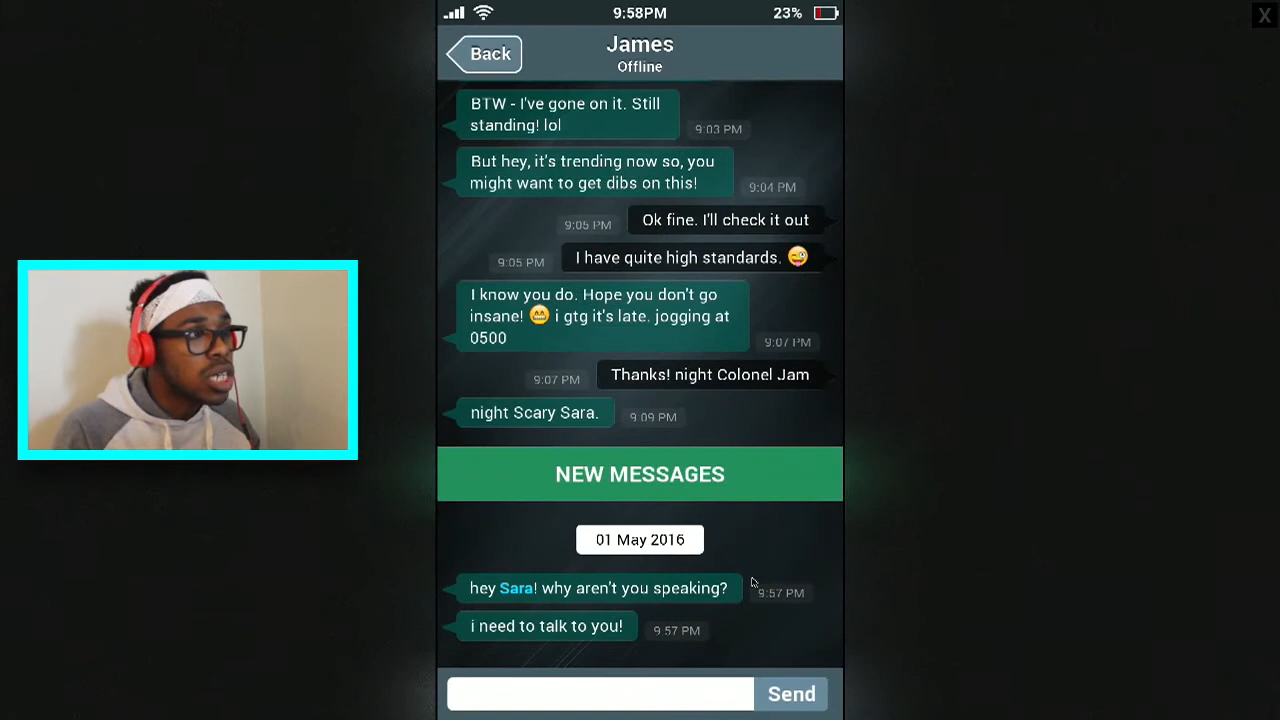 9:58PM
23%
X
Back
James
Offline
BTW - I've gone on it. Still
standing! lol
9:03 PM
But hey, it's trending now so, you
might want to get dibs on this!
9:04 PM
Ok fine. I'll check it out
9:05 PM
I have quite high standards. 😜
9:05 PM
I know you do. Hope you don't go
insane! 😁 i gtg it's late. jogging at
0500
9:07 PM
Thanks! night Colonel Jam
9:07 PM
night Scary Sara.
9:09 PM
NEW MESSAGES
01 May 2016
hey Sara! why aren't you speaking?
9:57 PM
i need to talk to you!
9:57 PM
Send